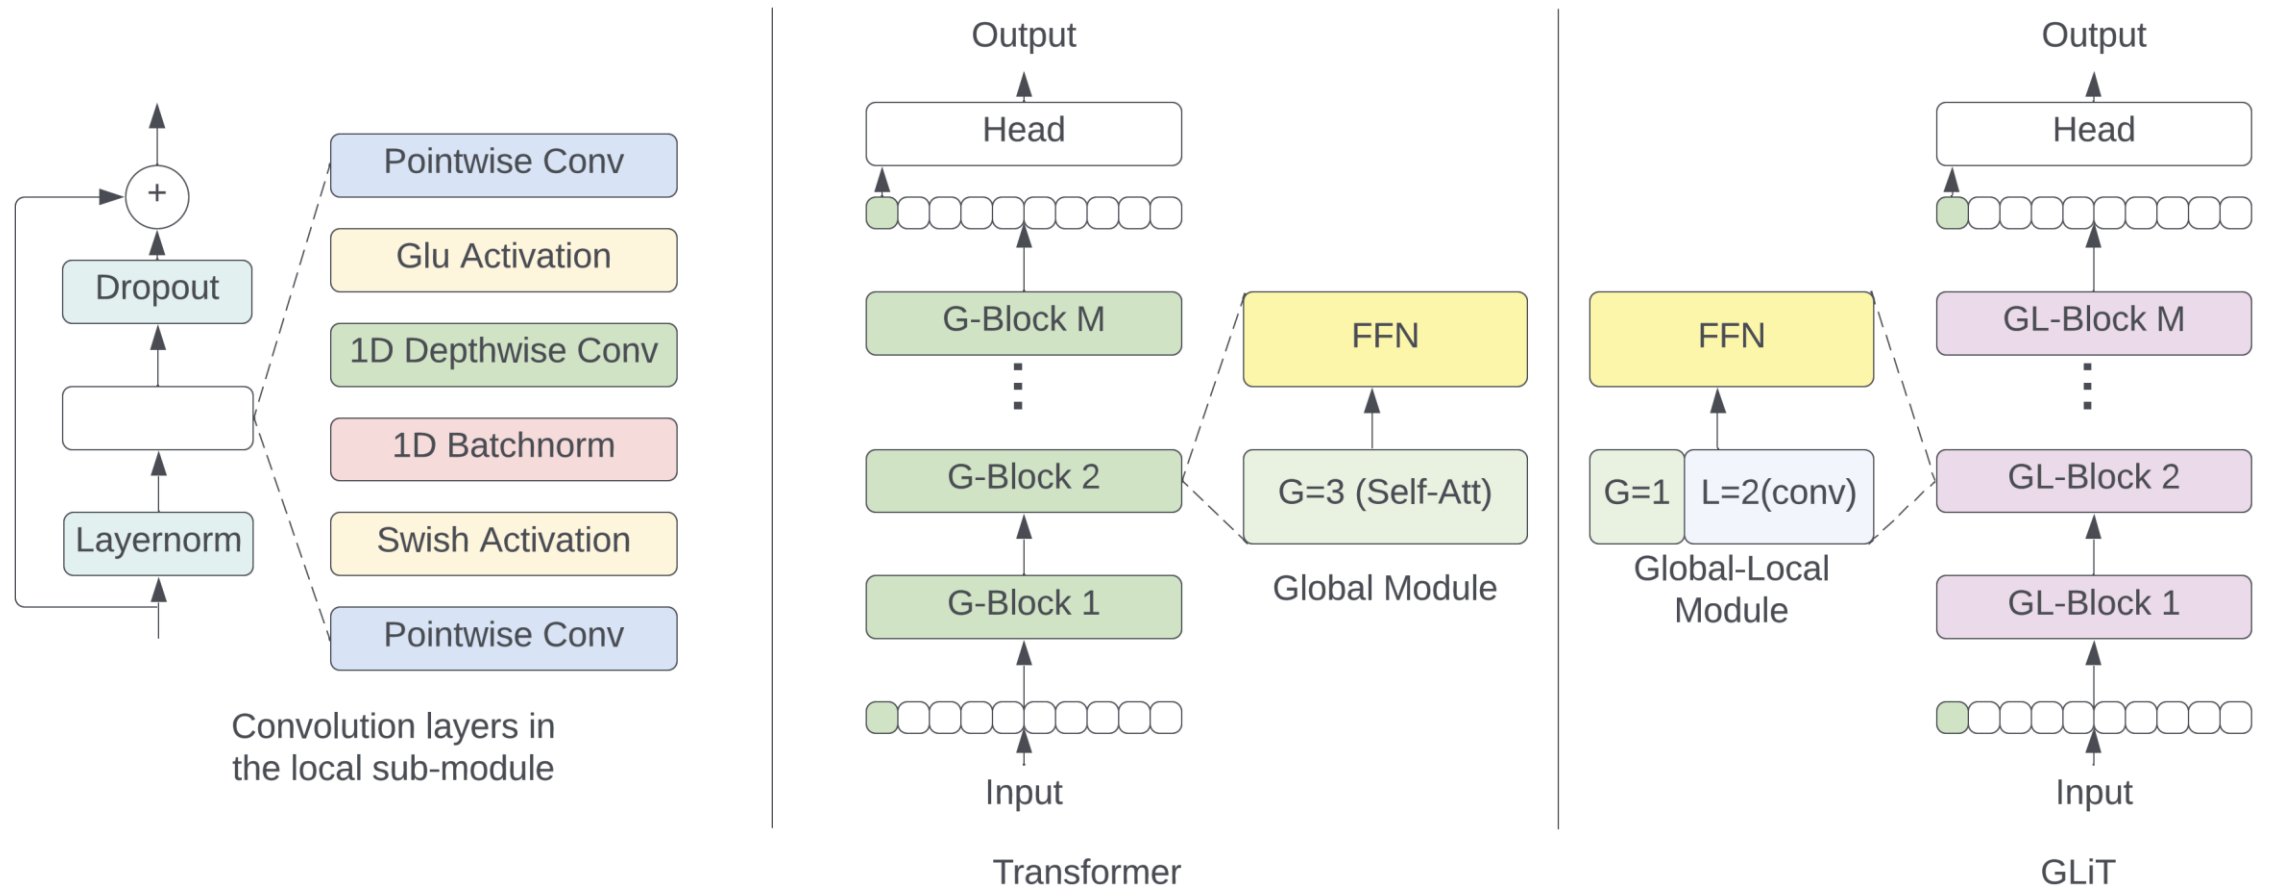 +
Dropout
Layernorm
Pointwise Conv
Glu Activation
1D Depthwise Conv
1D Batchnorm
Swish Activation
Pointwise Conv
Convolution layers in
the local sub-module
Output
Head
G-Block M
G-Block 2
G-Block 1
Input
FFN
G=3 (Self-Att)
Global Module
Transformer
FFN
G=1
L=2(conv)
Global-Local
Module
Output
Head
GL-Block M
GL-Block 2
GL-Block 1
Input
GLiT